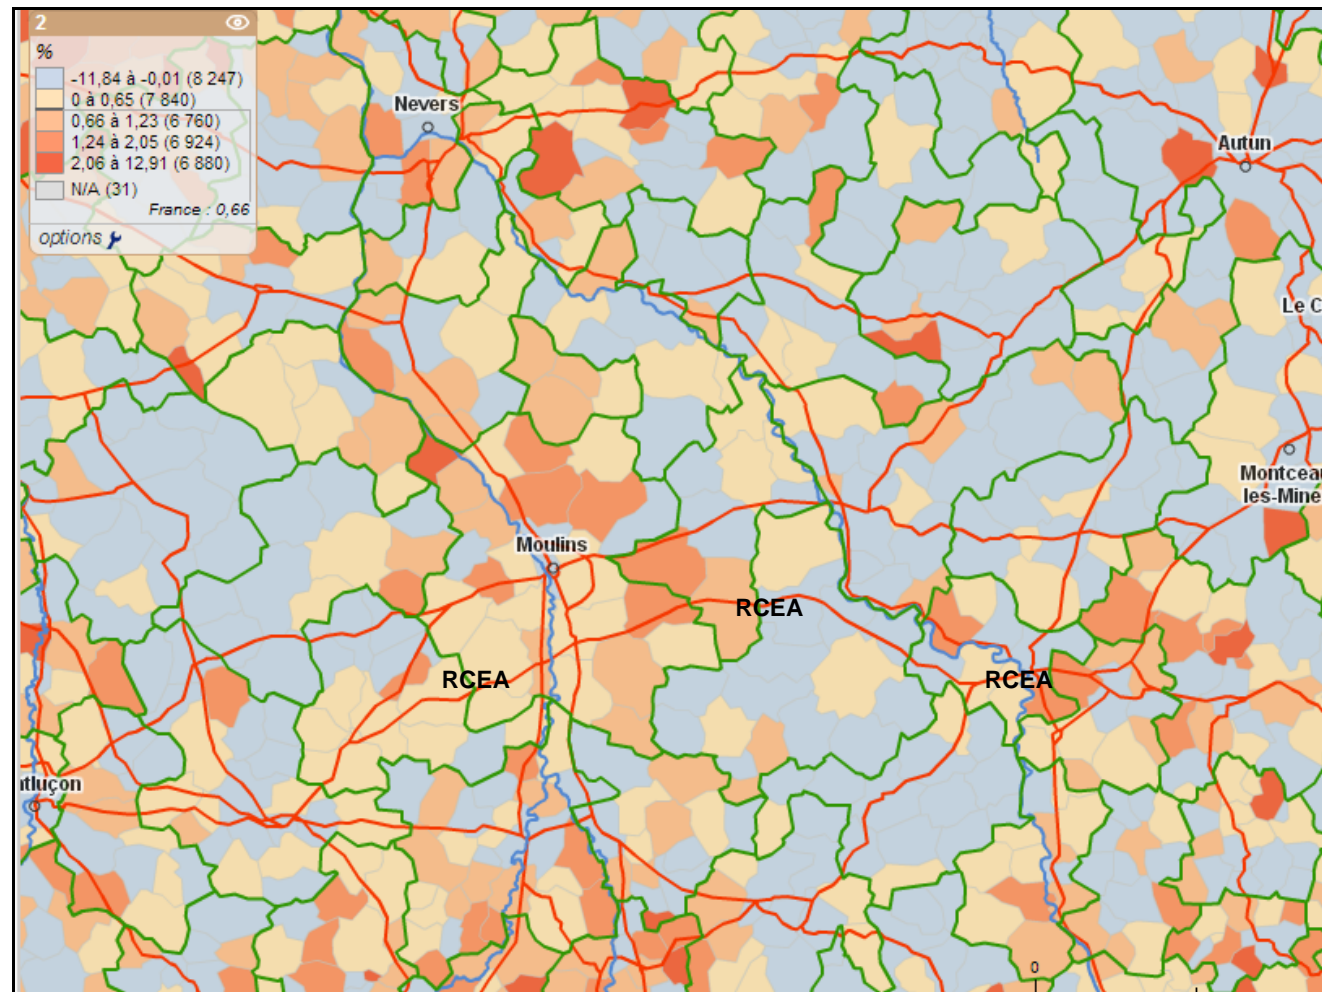 2
%
-11,84 à -0,01 (8 247)
0 à 0,65 (7 840)
0,66 à 1,23 (6 760)
1,24 à 2,05 (6 924)
2,06 à 12,91 (6 880)
N/A (31)
France : 0,66
options
Nevers
Autun
Le C
Montceau
les-Mine
Moulins
RCEA
RCEA
RCEA
ntluçon
0